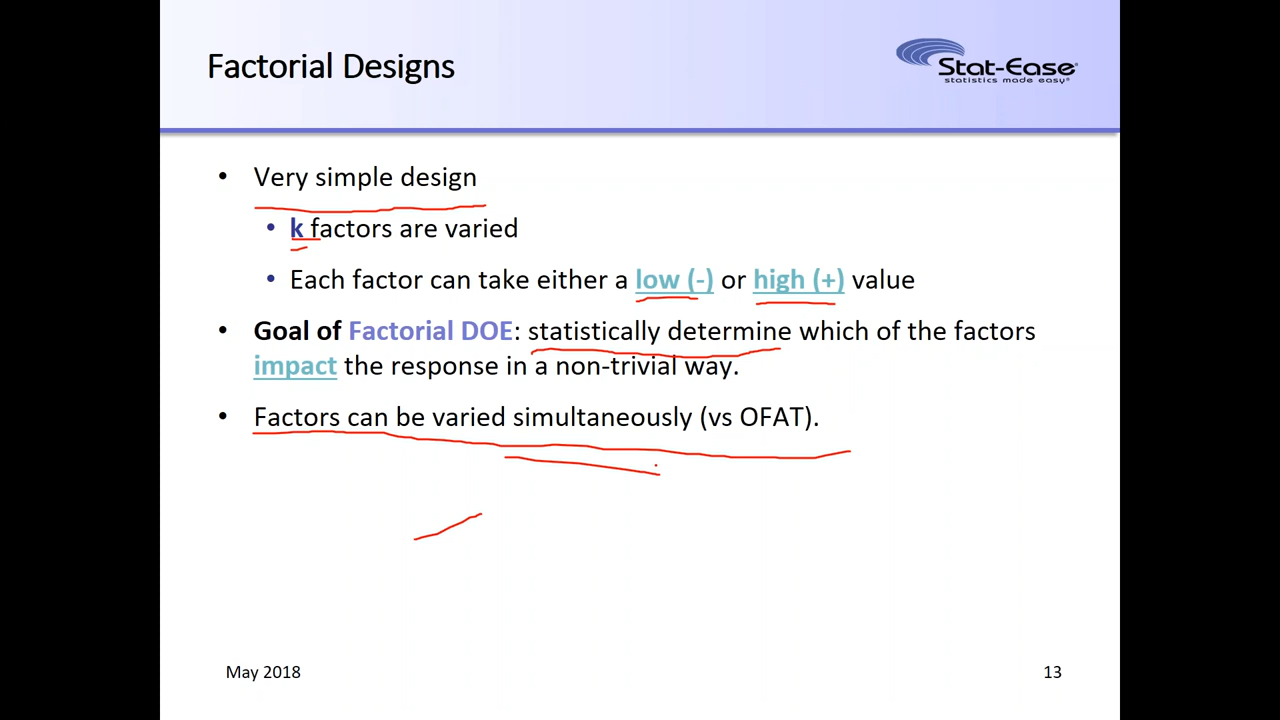 Factorial Designs
Stat-Ease
statistics made easy®
• Very simple design
• k factors are varied
• Each factor can take either a low (-) or high (+) value
• Goal of Factorial DOE: statistically determine which of the factors
impact the response in a non-trivial way.
• Factors can be varied simultaneously (vs OFAT).
May 2018
13